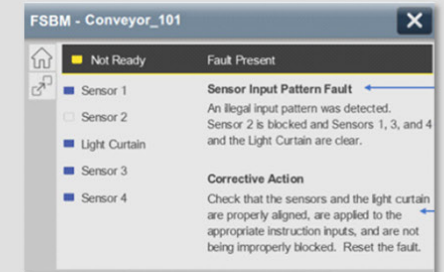 FSBM - Conveyor_101
Not Ready
Fault Present
Sensor 1
Sensor 2
Light Curtain
Sensor 3
Sensor 4
Sensor Input Pattern Fault
An illegal input pattern was detected.
Sensor 2 is blocked and Sensors 1, 3, and 4
and the Light Curtain are clear.
Corrective Action
Check that the sensors and the light curtain
are properly aligned, are applied to the
appropriate instruction inputs, and are not
being improperly blocked. Reset the fault.